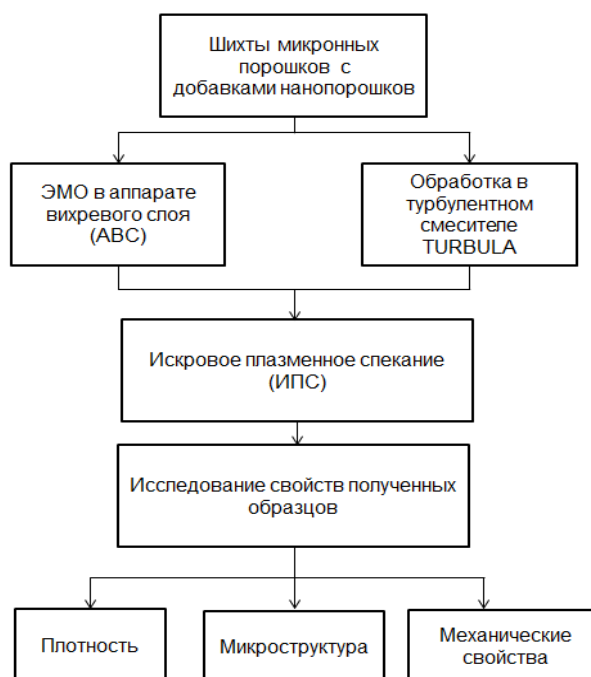 Шихты микронных
порошков с
добавками нанопорошков
ЭМО в аппарате
вихревого слоя
(АВС)
Обработка в
турбулентном
смесителе
TURBULA
Искровое плазменное спекание
(ИПС)
Исследование свойств полученных
образцов
Плотность
Микроструктура
Механические
свойства